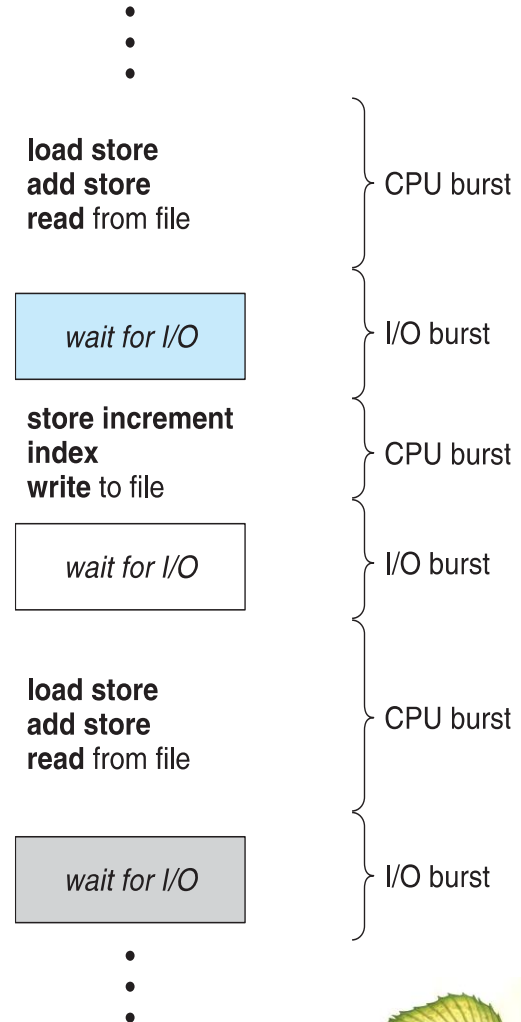 load store
add store
read from file
CPU burst
wait for I/O
I/O burst
store increment
index
write to file
CPU burst
wait for I/O
I/O burst
load store
add store
read from file
CPU burst
wait for I/O
I/O burst